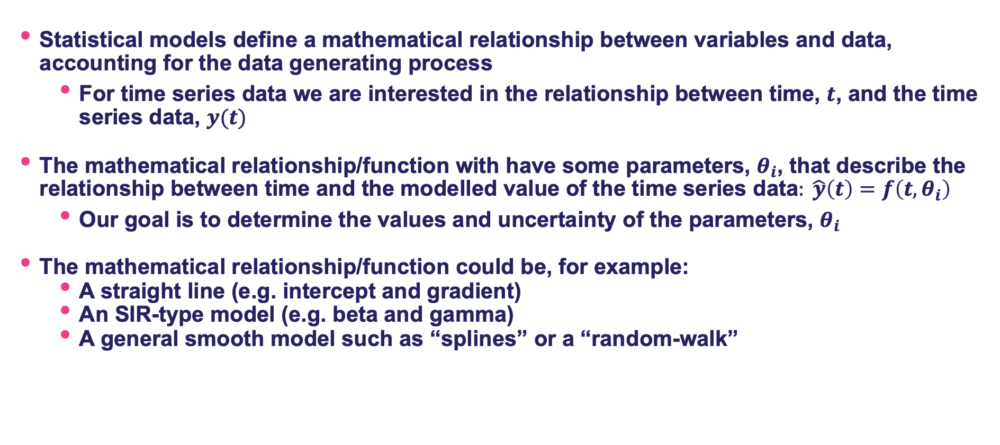 • Statistical models define a mathematical relationship between variables and data,
accounting for the data generating process
• For time series data we are interested in the relationship between time, t, and the time
series data, y(t)
• The mathematical relationship/function with have some parameters, θᵢ, that describe the
relationship between time and the modelled value of the time series data: ŷ(t) = f(t, θᵢ)
• Our goal is to determine the values and uncertainty of the parameters, θᵢ
• The mathematical relationship/function could be, for example:
• A straight line (e.g. intercept and gradient)
• An SIR-type model (e.g. beta and gamma)
• A general smooth model such as “splines” or a “random-walk”